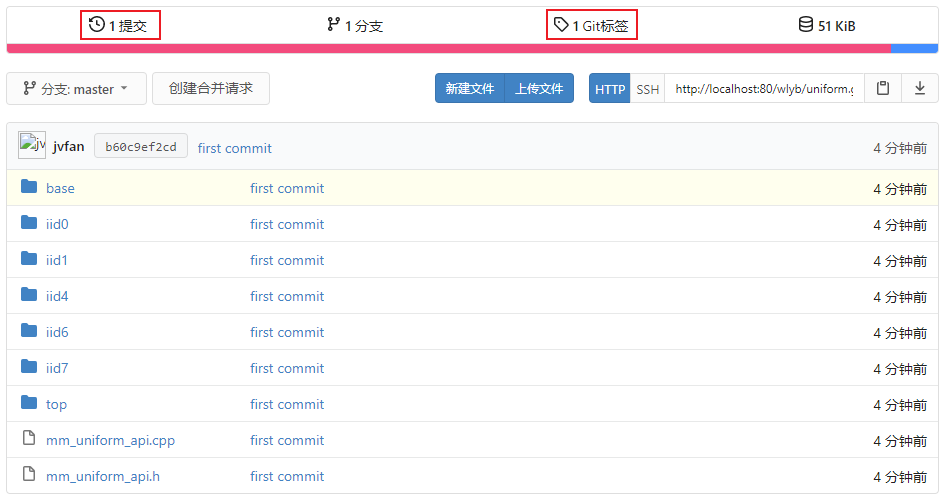 1 提交 1 分支 1 Git标签 51 KiB
分支: master 创建合并请求 新建文件 上传文件 HTTP SSH http://localhost:80/wlyb/uniform.g
jv jvfan b60c9ef2cd first commit 4 分钟前
base first commit 4 分钟前
iid0 first commit 4 分钟前
iid1 first commit 4 分钟前
iid4 first commit 4 分钟前
iid6 first commit 4 分钟前
iid7 first commit 4 分钟前
top first commit 4 分钟前
mm_uniform_api.cpp first commit 4 分钟前
mm_uniform_api.h first commit 4 分钟前